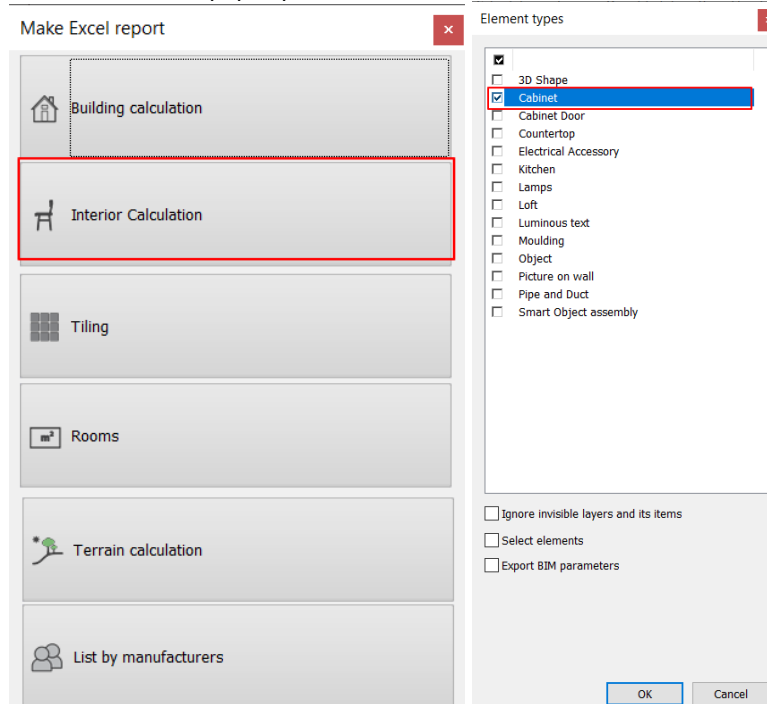 Make Excel report
Building calculation
Interior Calculation
Tiling
m²
Rooms
Terrain calculation
List by manufacturers
Element types
3D Shape
Cabinet
Cabinet Door
Countertop
Electrical Accessory
Kitchen
Lamps
Loft
Luminous text
Moulding
Object
Picture on wall
Pipe and Duct
Smart Object assembly
Ignore invisible layers and its items
Select elements
Export BIM parameters
OK
Cancel